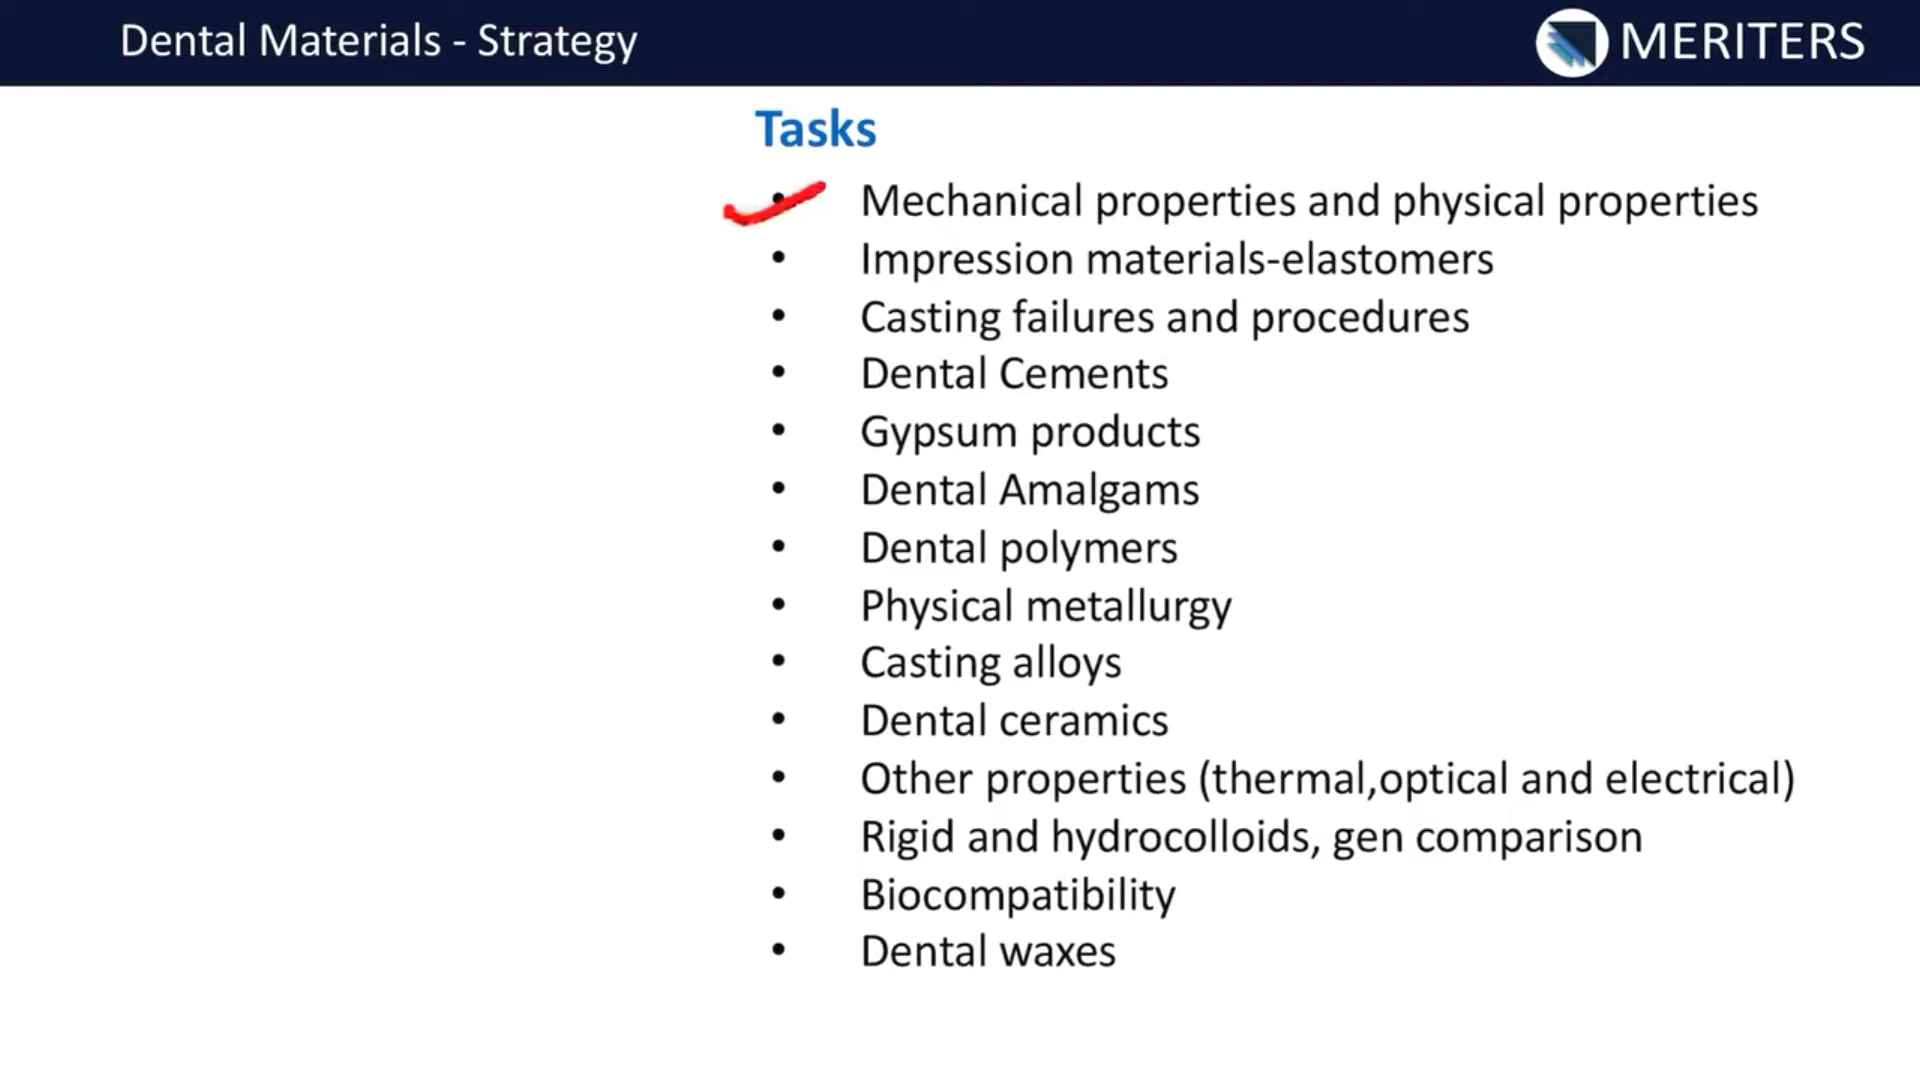 Dental Materials - Strategy
MERITERS
Tasks
• Mechanical properties and physical properties
• Impression materials-elastomers
• Casting failures and procedures
• Dental Cements
• Gypsum products
• Dental Amalgams
• Dental polymers
• Physical metallurgy
• Casting alloys
• Dental ceramics
• Other properties (thermal,optical and electrical)
• Rigid and hydrocolloids, gen comparison
• Biocompatibility
• Dental waxes